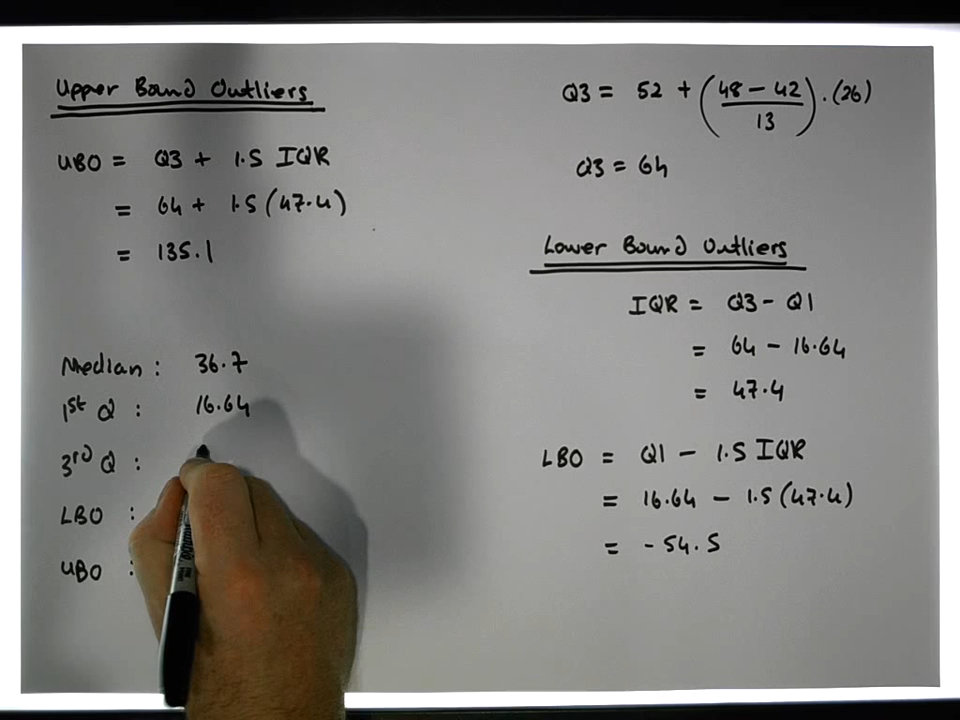 Upper Bound Outliers
UBO = Q3 + 1.5 IQR
= 64 + 1.5 (47.4)
= 135.1
Median : 36.7
1st Q : 16.64
3rd Q :
LBO :
UBO :
Q3 = 52 + (48 - 42 / 13) . (26)
Q3 = 64
Lower Bound Outliers
IQR = Q3 - Q1
= 64 - 16.64
= 47.4
LBO = Q1 - 1.5 IQR
= 16.64 - 1.5 (47.4)
= -54.5